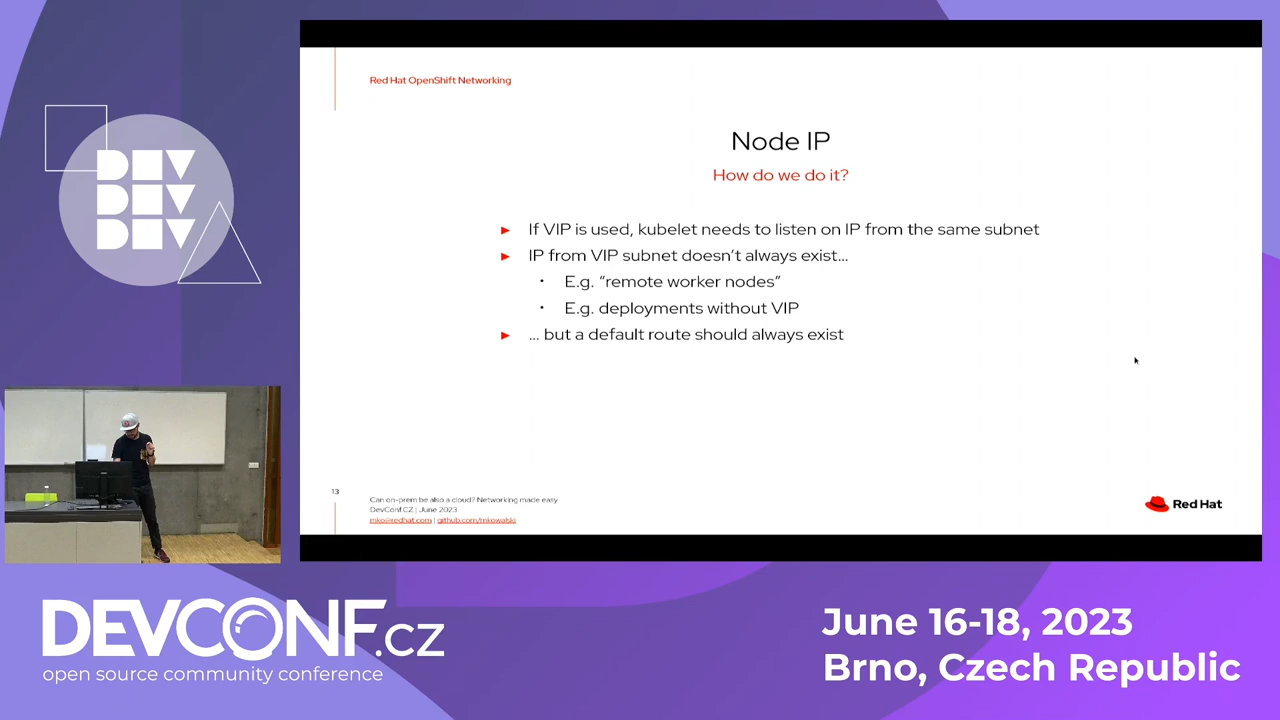 Red Hat OpenShift Networking
Node IP
How do we do it?
► If VIP is used, kubelet needs to listen on IP from the same subnet
► IP from VIP subnet doesn’t always exist…
· E.g. “remote worker nodes”
· E.g. deployments without VIP
► … but a default route should always exist
13
Can on-prem be also a cloud? Networking made easy
DevConf.CZ | June 2023
mko@redhat.com | github.com/mkowalski
Red Hat
DEV
DEV
DEV
DEVCONF.cz
open source community conference
June 16-18, 2023
Brno, Czech Republic